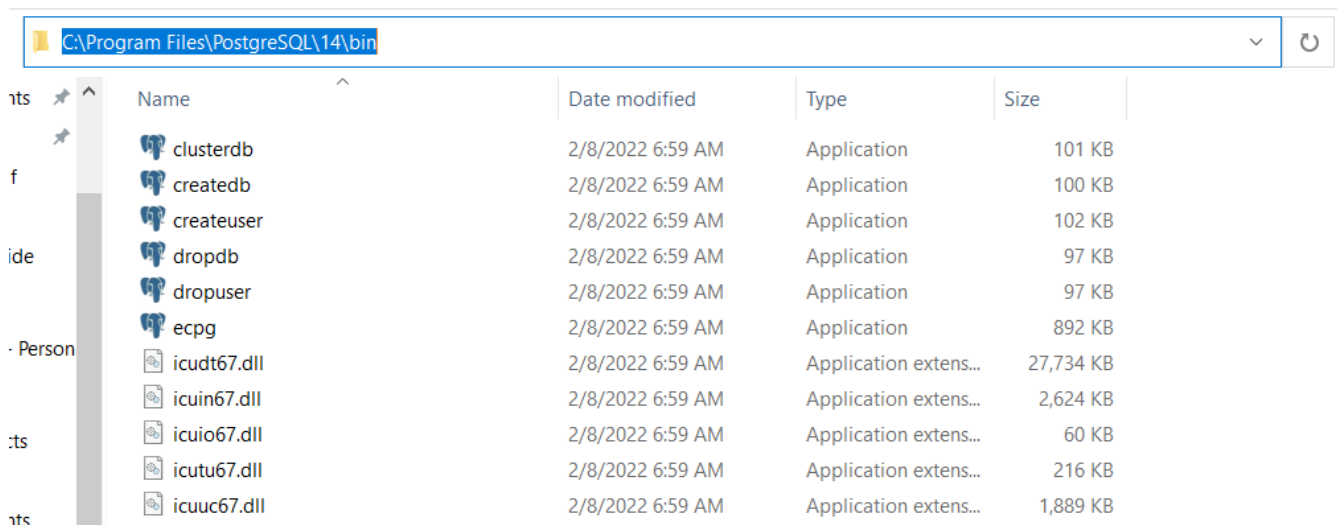 C:\Program Files\PostgreSQL\14\bin
nts
Name Date modified Type Size
clusterdb 2/8/2022 6:59 AM Application 101 KB
f
createdb 2/8/2022 6:59 AM Application 100 KB
createuser 2/8/2022 6:59 AM Application 102 KB
ide
dropdb 2/8/2022 6:59 AM Application 97 KB
dropuser 2/8/2022 6:59 AM Application 97 KB
ecpg 2/8/2022 6:59 AM Application 892 KB
- Person
icudt67.dll 2/8/2022 6:59 AM Application extens... 27,734 KB
icuin67.dll 2/8/2022 6:59 AM Application extens... 2,624 KB
icuio67.dll 2/8/2022 6:59 AM Application extens... 60 KB
cts
icutu67.dll 2/8/2022 6:59 AM Application extens... 216 KB
icuuc67.dll 2/8/2022 6:59 AM Application extens... 1,889 KB
nts